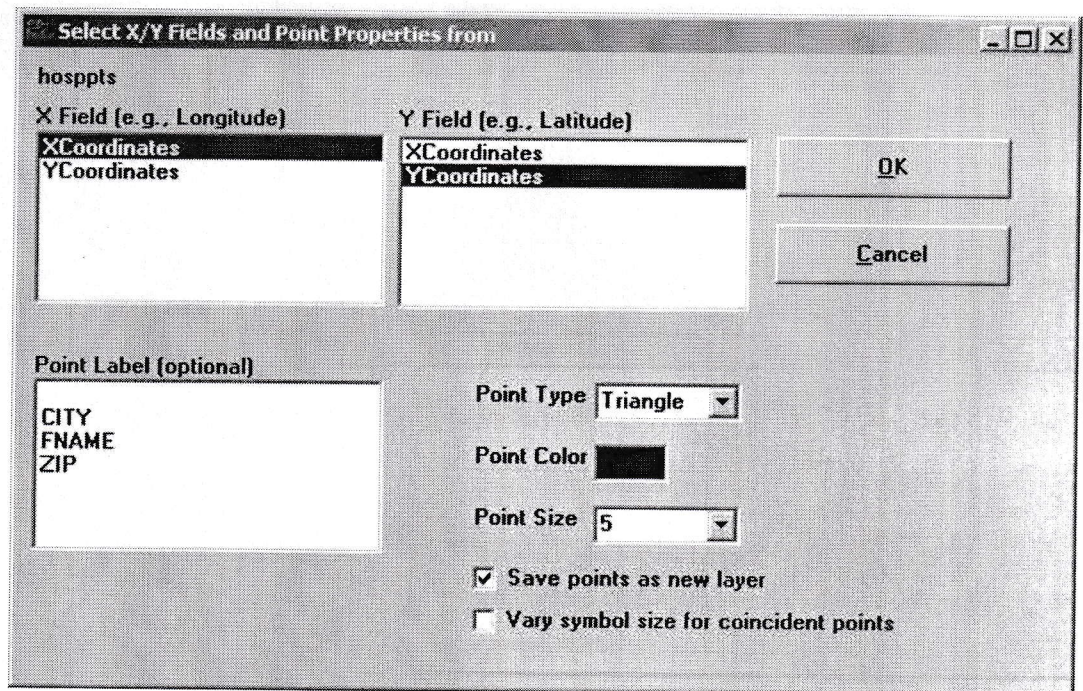 Select X/Y Fields and Point Properties from
hosppts
X Field (e.g., Longitude)
XCoordinates
YCoordinates
Y Field (e.g., Latitude)
XCoordinates
YCoordinates
OK
Cancel
Point Label (optional)
CITY
FNAME
ZIP
Point Type Triangle
Point Color
Point Size 5
Save points as new layer
Vary symbol size for coincident points